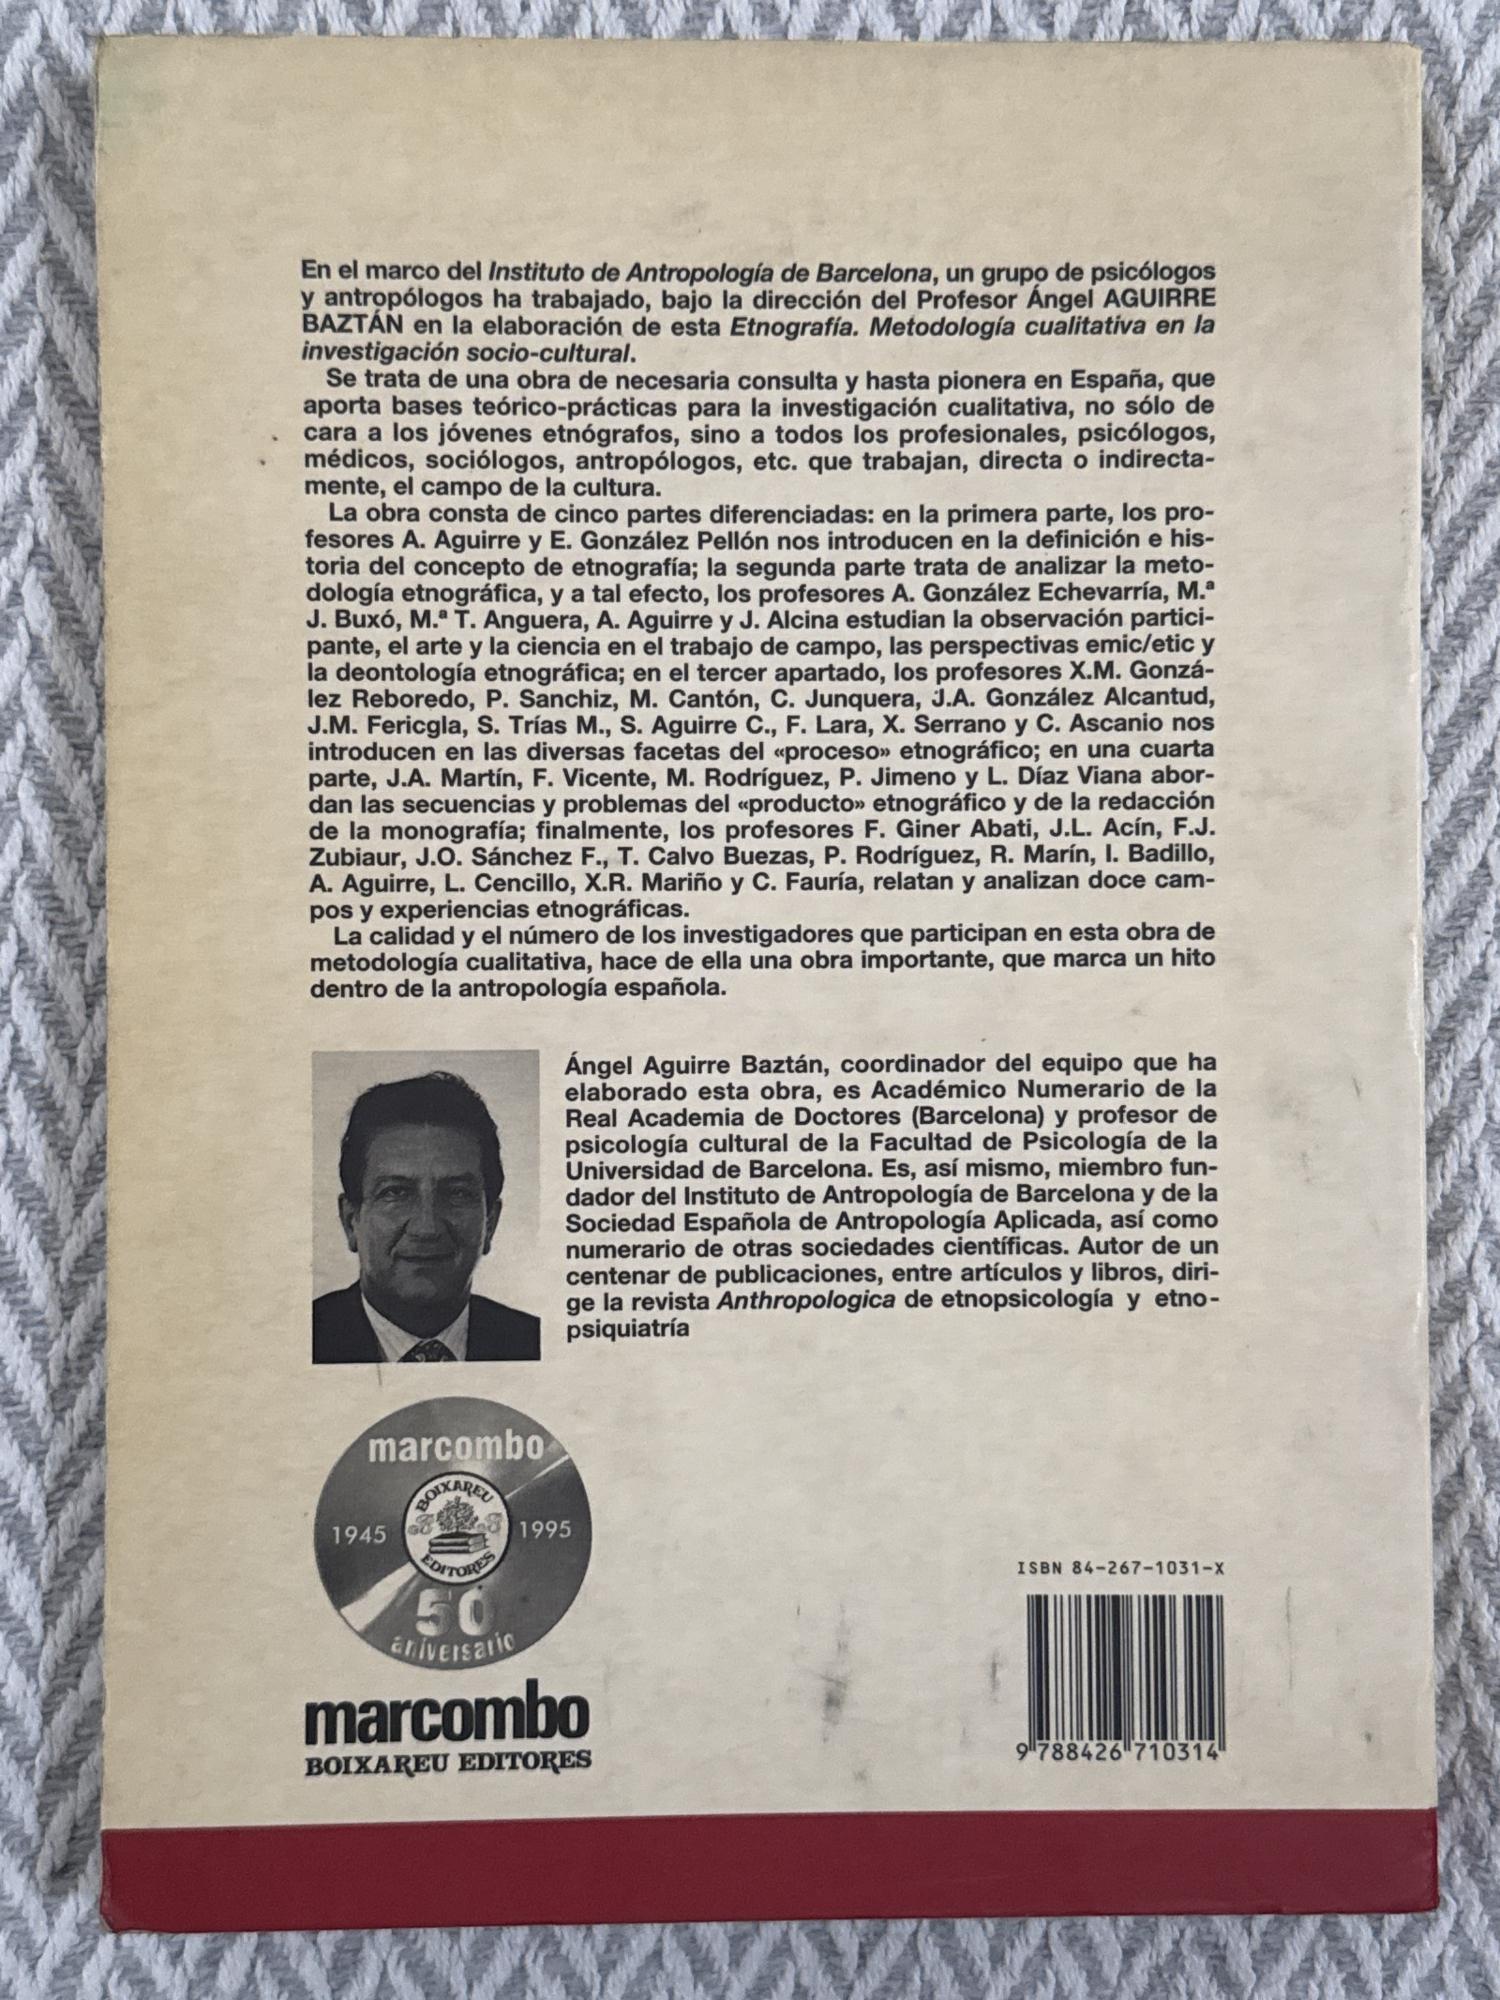 En el marco del Instituto de Antropología de Barcelona, un grupo de psicólogos
y antropólogos ha trabajado, bajo la dirección del Profesor Ángel AGUIRRE
BAZTÁN en la elaboración de esta Etnografía. Metodología cualitativa en la
investigación socio-cultural.
Se trata de una obra de necesaria consulta y hasta pionera en España, que
aporta bases teórico-prácticas para la investigación cualitativa, no sólo de
cara a los jóvenes etnógrafos, sino a todos los profesionales, psicólogos,
médicos, sociólogos, antropólogos, etc. que trabajan, directa o indirecta-
mente, el campo de la cultura.
La obra consta de cinco partes diferenciadas: en la primera parte, los pro-
fesores A. Aguirre y E. González Pellón nos introducen en la definición e his-
toria del concepto de etnografía; la segunda parte trata de analizar la meto-
dología etnográfica, y a tal efecto, los profesores A. González Echevarría, M.ª
J. Buxó, M.ª T. Anguera, A. Aguirre y J. Alcina estudian la observación partici-
pante, el arte y la ciencia en el trabajo de campo, las perspectivas emic/etic y
la deontología etnográfica; en el tercer apartado, los profesores X.M. Gonzá-
lez Reboredo, P. Sanchiz, M. Cantón, C. Junquera, J.A. González Alcantud,
J.M. Fericgla, S. Trías M., S. Aguirre C., F. Lara, X. Serrano y C. Ascanio nos
introducen en las diversas facetas del «proceso» etnográfico; en una cuarta
parte, J.A. Martín, F. Vicente, M. Rodríguez, P. Jimeno y L. Díaz Viana abor-
dan las secuencias y problemas del «producto» etnográfico y de la redacción
de la monografía; finalmente, los profesores F. Giner Abati, J.L. Acín, F.J.
Zubiaur, J.O. Sánchez F., T. Calvo Buezas, P. Rodríguez, R. Marín, I. Badillo,
A. Aguirre, L. Cencillo, X.R. Mariño y C. Fauría, relatan y analizan doce cam-
pos y experiencias etnográficas.
La calidad y el número de los investigadores que participan en esta obra de
metodología cualitativa, hace de ella una obra importante, que marca un hito
dentro de la antropología española.
Ángel Aguirre Baztán, coordinador del equipo que ha
elaborado esta obra, es Académico Numerario de la
Real Academia de Doctores (Barcelona) y profesor de
psicología cultural de la Facultad de Psicología de la
Universidad de Barcelona. Es, así mismo, miembro fun-
dador del Instituto de Antropología de Barcelona y de la
Sociedad Española de Antropología Aplicada, así como
numerario de otras sociedades científicas. Autor de un
centenar de publicaciones, entre artículos y libros, diri-
ge la revista Anthropologica de etnopsicología y etno-
psiquiatría
marcombo
BOIXAREU
1945
1995
EDITORES
50
aniversario
marcombo
BOIXAREU EDITORES
ISBN 84-267-1031-X
9 788426 710314